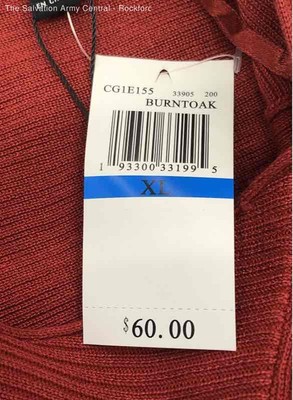 The Salvation Army Central - Rockford
CG1E155 33905 200
BURNTOAK
1 93300 33199 5
XL
$60.00